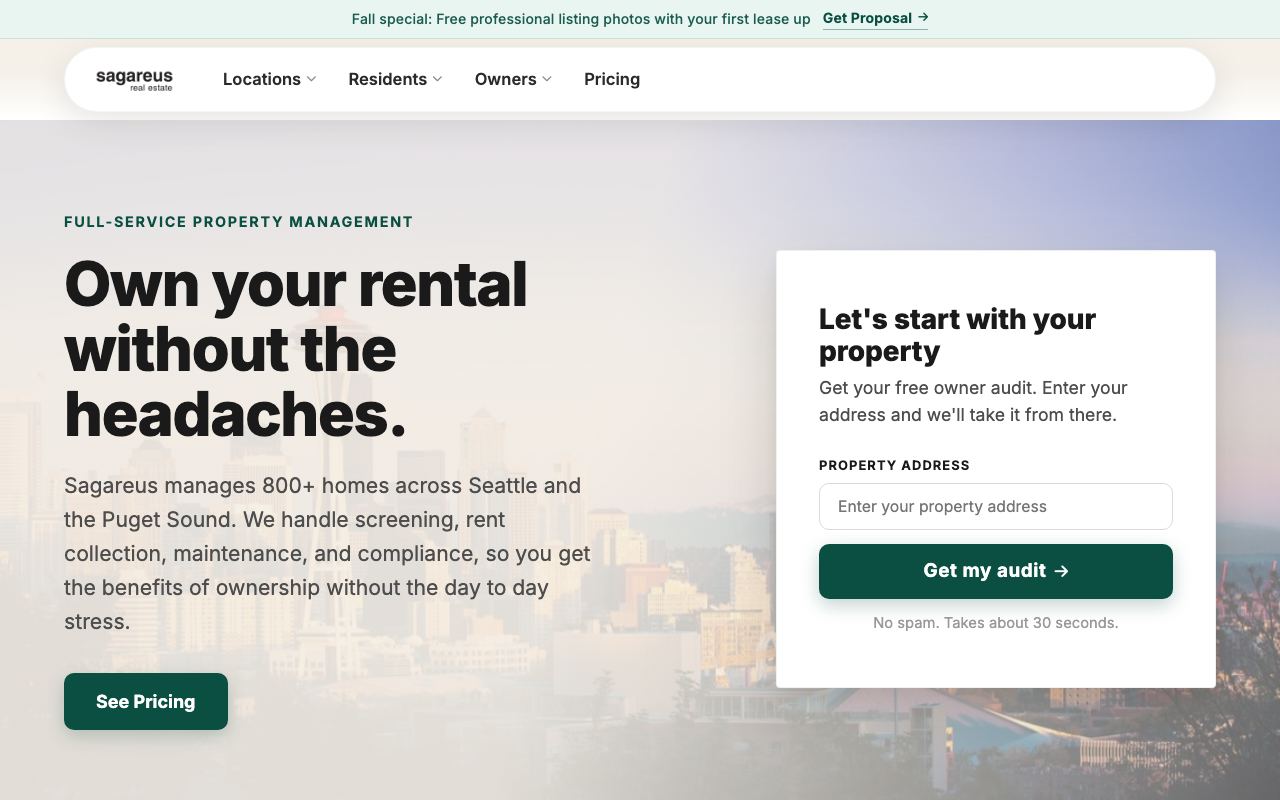 Fall special: Free professional listing photos with your first lease up Get Proposal →
sagareus
real estate
Locations Residents Owners Pricing
FULL-SERVICE PROPERTY MANAGEMENT
Own your rental
without the
headaches.
Sagareus manages 800+ homes across Seattle and
the Puget Sound. We handle screening, rent
collection, maintenance, and compliance, so you get
the benefits of ownership without the day to day
stress.
See Pricing
Let's start with your
property
Get your free owner audit. Enter your
address and we'll take it from there.
PROPERTY ADDRESS
Enter your property address
Get my audit →
No spam. Takes about 30 seconds.